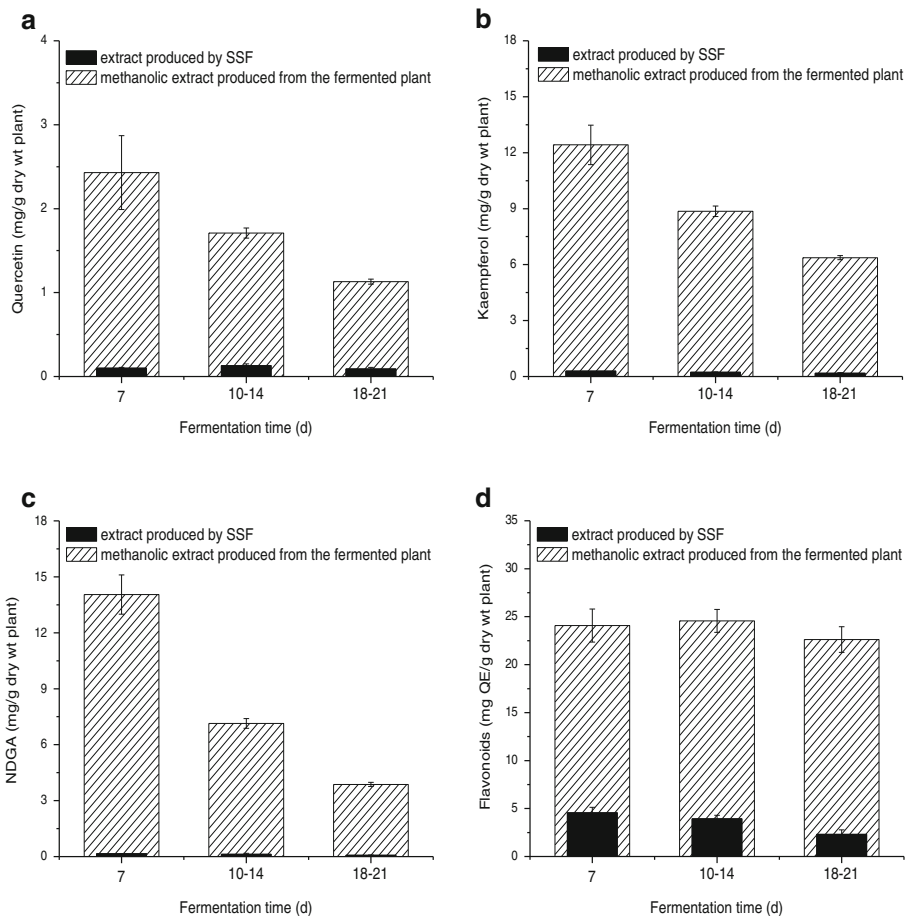 a
extract produced by SSF
methanolic extract produced from the fermented plant
Quercetin (mg/g dry wt plant)
4
3
2
1
0
7
10-14
18-21
Fermentation time (d)
b
extract produced by SSF
methanolic extract produced from the fermented plant
Kaempferol (mg/g dry wt plant)
18
15
12
9
6
3
0
7
10-14
18-21
Fermentation time (d)
c
extract produced by SSF
methanolic extract produced from the fermented plant
NDGA (mg/g dry wt plant)
18
15
12
9
6
3
0
7
10-14
18-21
Fermentation time (d)
d
extract produced by SSF
methanolic extract produced from the fermented plant
Flavonoids (mg QE/g dry wt plant)
35
30
25
20
15
10
5
0
7
10-14
18-21
Fermentation time (d)